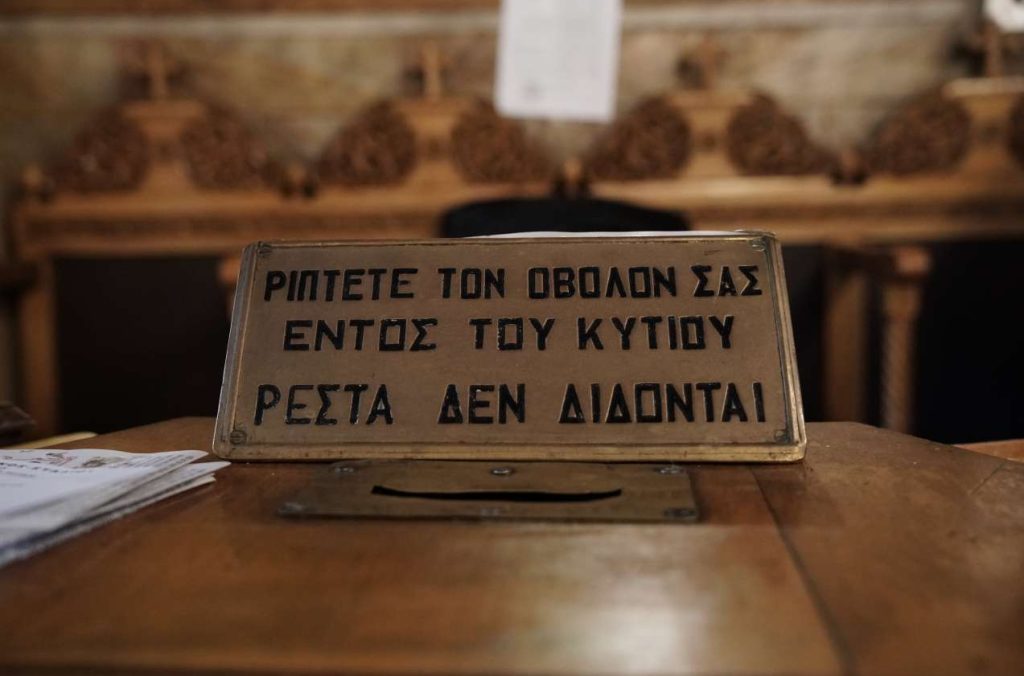 ΡΙΠΤΕΤΕ ΤΟΝ ΟΒΟΛΟΝ ΣΑΣ
ΕΝΤΟΣ ΤΟΥ ΚΥΤΙΟΥ
ΡΕΣΤΑ ΔΕΝ ΔΙΔΟΝΤΑΙ